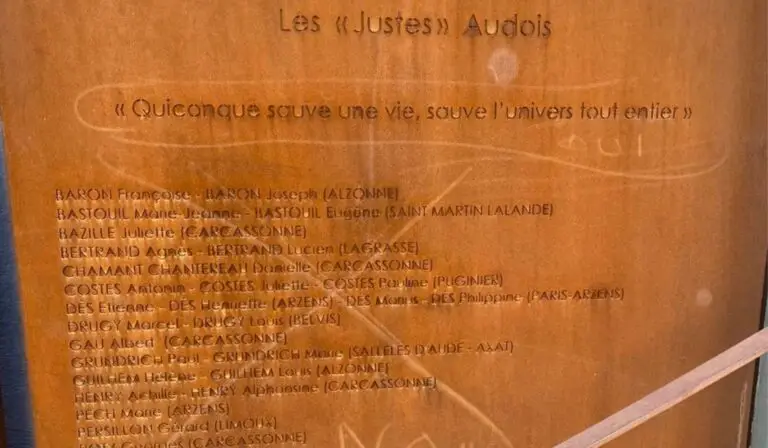 Les «Justes» Audois
« Quiconque sauve une vie, sauve l'univers tout entier »
OUI
BARON Françoise - BARON Joseph (ALZONNE)
BASTOUIL Marie-Jeanne - BASTOUIL Eugène (SAINT MARTIN LALANDE)
BAZILLE Juliette (CARCASSONNE)
BERTRAND Agnès - BERTRAND Lucien (LAGRASSE)
CHAMANT CHANTEREAU Danielle (CARCASSONNE)
COSTES Antonin - COSTES Juliette - COSTES Pauline (PUGINIER)
DES Etienne - DES Henriette (ARZENS) - DES Marius - DES Philippine (PARIS-ARZENS)
DRUGY Marcel - DRUGY Louis (BELVIS)
GAU Albert (CARCASSONNE)
GRUNDRICH Paul - GRUNDRICH Marie (SALLELES D'AUDE - AXAT)
GUILHEM Hélène - GUILHEM Louis (ALZONNE)
HENRY Achille - HENRY Alphonsine (CARCASSONNE)
PECH Marie (ARZENS)
PERSILLON Gérard (LIMOUX)
Georges (CARCASSONNE)